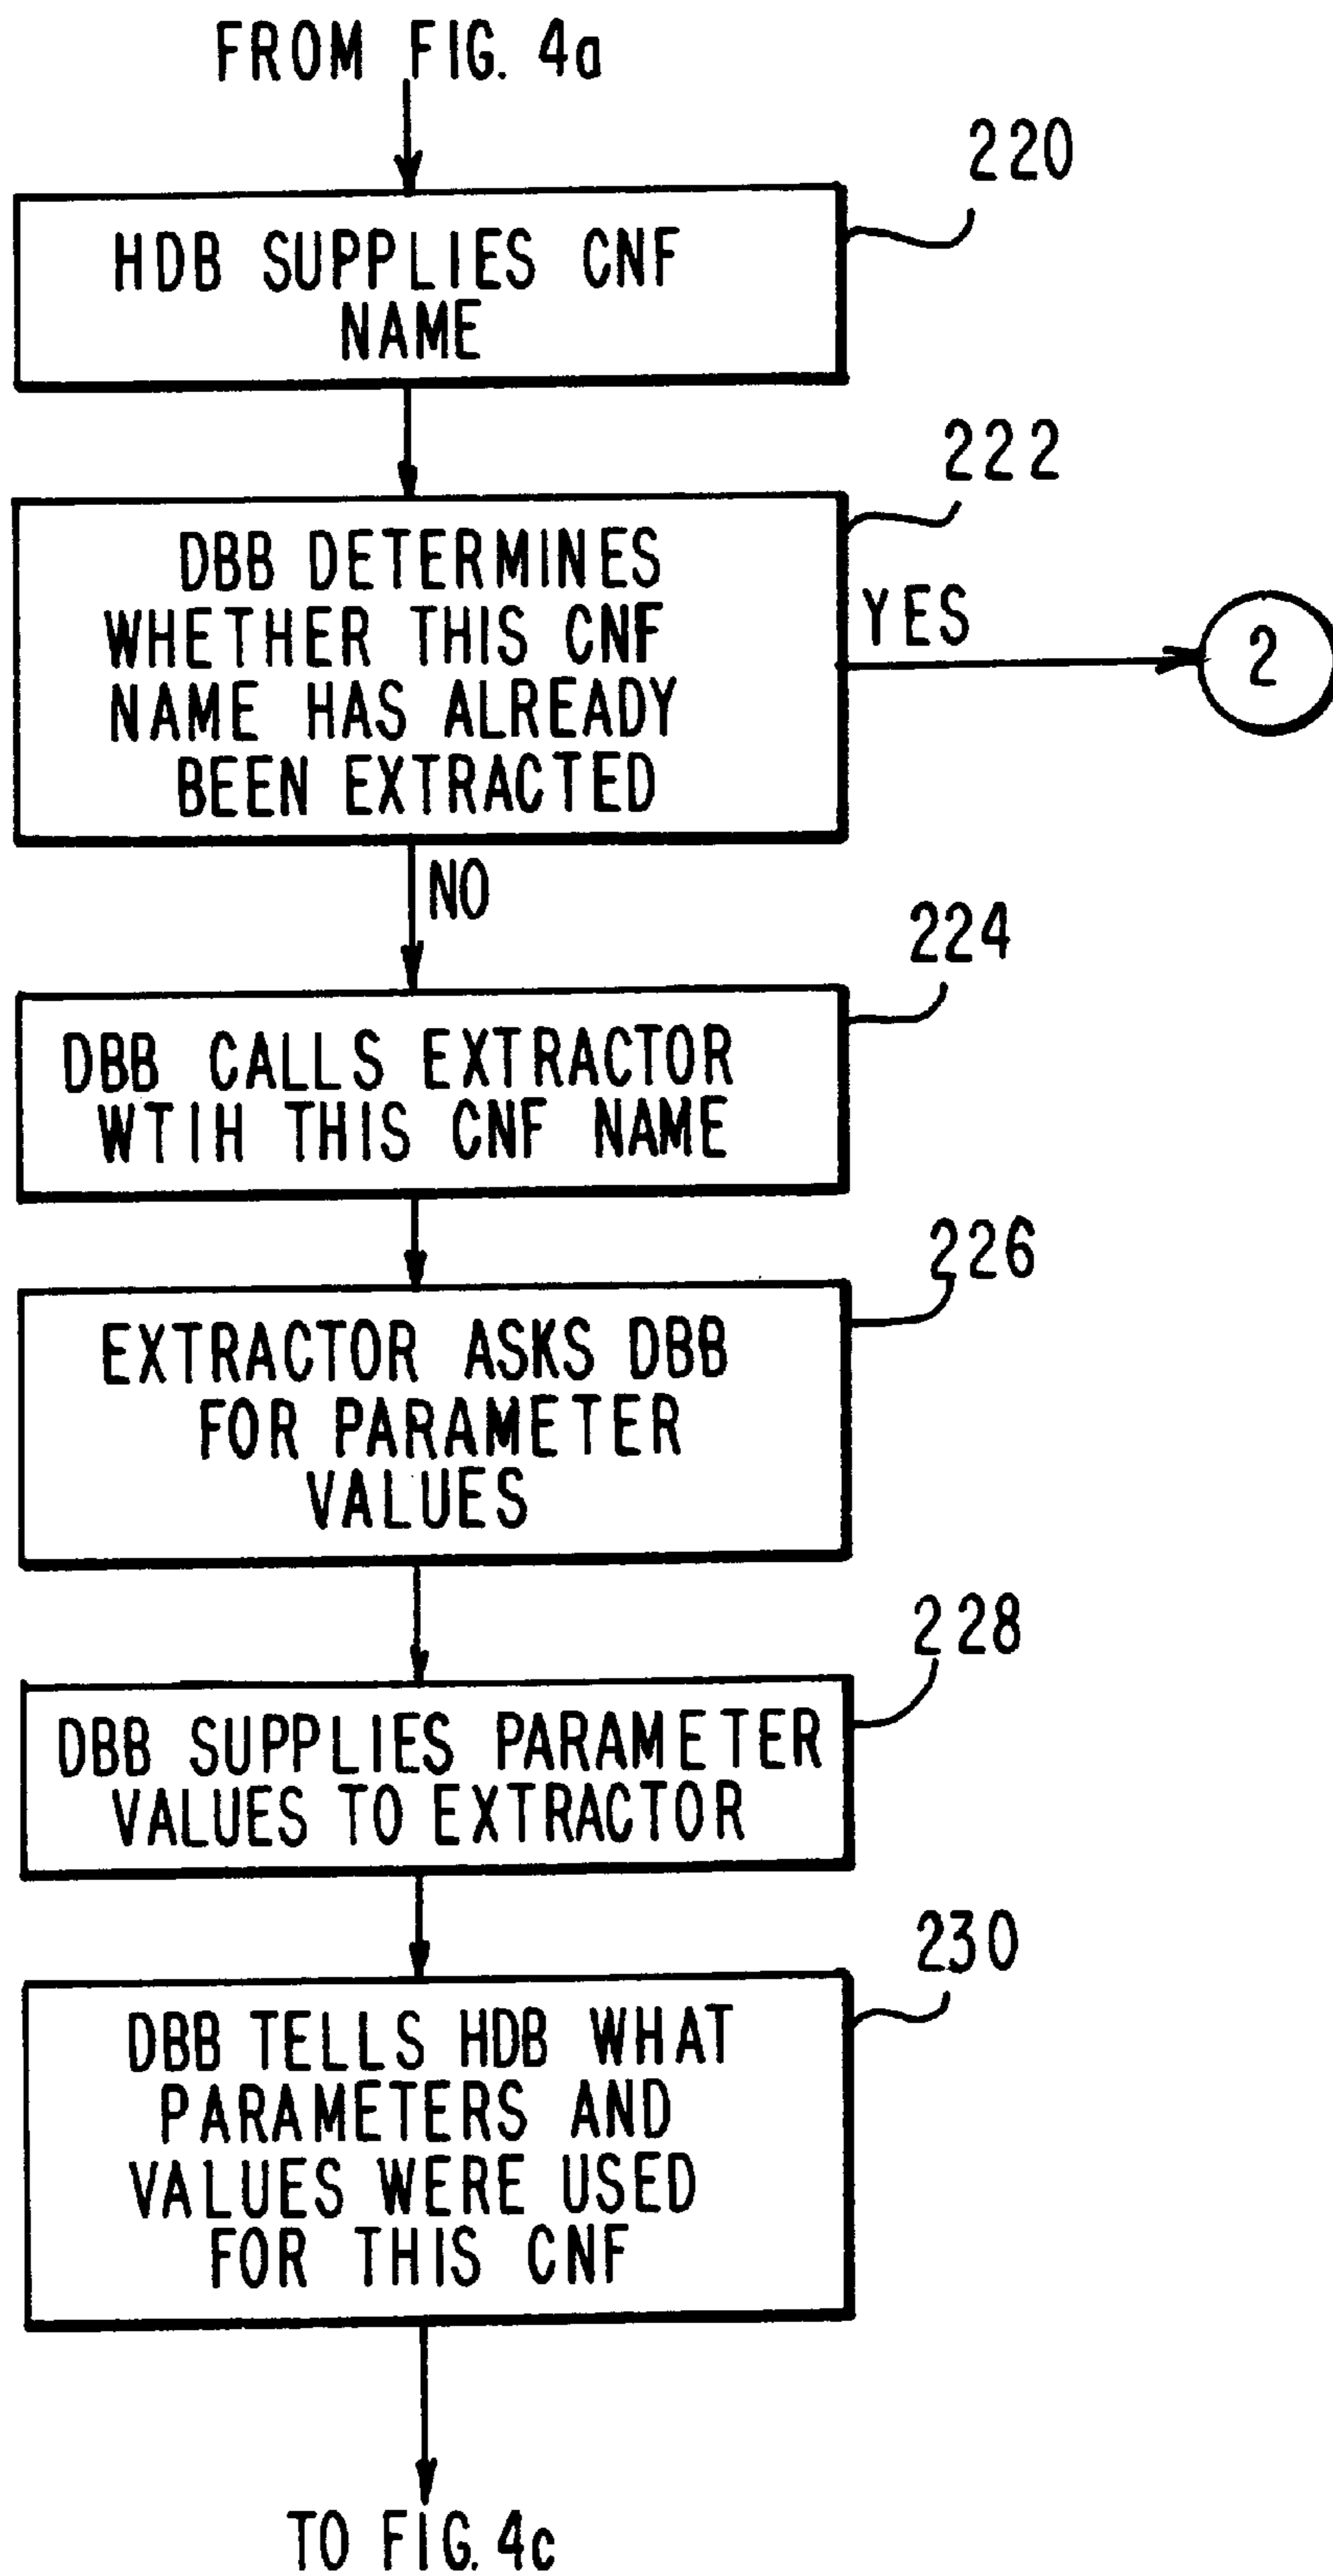 FROM FIG. 4a
220
HDB SUPPLIES CNF
NAME
222
DBB DETERMINES
WHETHER THIS CNF
NAME HAS ALREADY
BEEN EXTRACTED
YES
2
NO
224
DBB CALLS EXTRACTOR
WTIH THIS CNF NAME
226
EXTRACTOR ASKS DBB
FOR PARAMETER
VALUES
228
DBB SUPPLIES PARAMETER
VALUES TO EXTRACTOR
230
DBB TELLS HDB WHAT
PARAMETERS AND
VALUES WERE USED
FOR THIS CNF
TO FIG. 4c